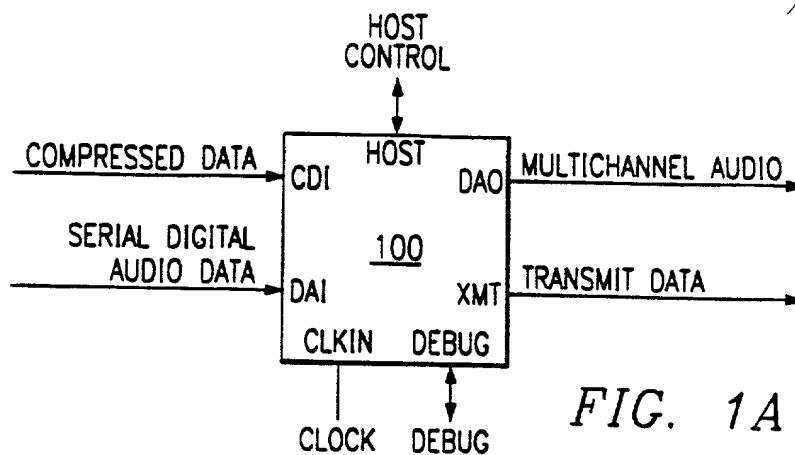 HOST
CONTROL
COMPRESSED DATA
HOST
CDI
DAO
MULTICHANNEL AUDIO
SERIAL DIGITAL
AUDIO DATA
100
DAI
XMT
TRANSMIT DATA
CLKIN
DEBUG
CLOCK
DEBUG
FIG. 1A